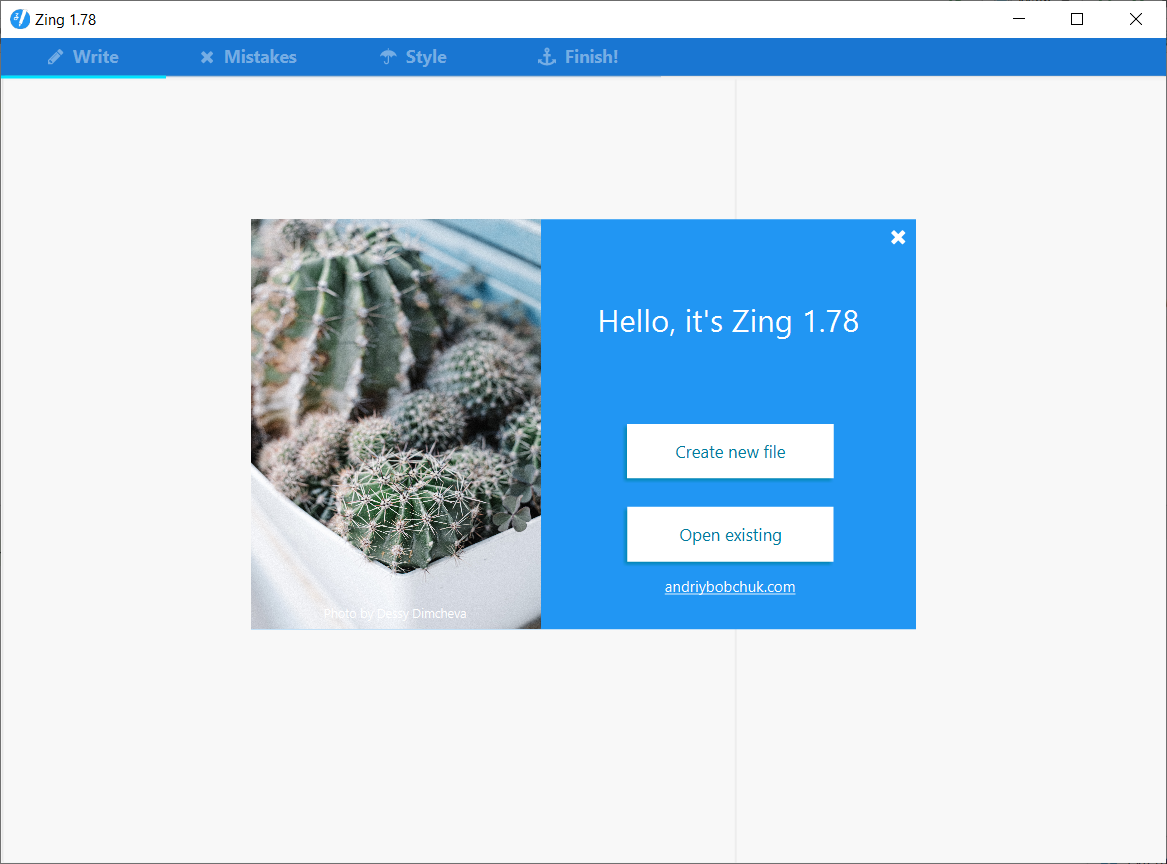 Zing 1.78
Write Mistakes Style Finish!
Hello, it's Zing 1.78
Create new file
Open existing
andriybobchuk.com
Photo by Dessy Dimcheva